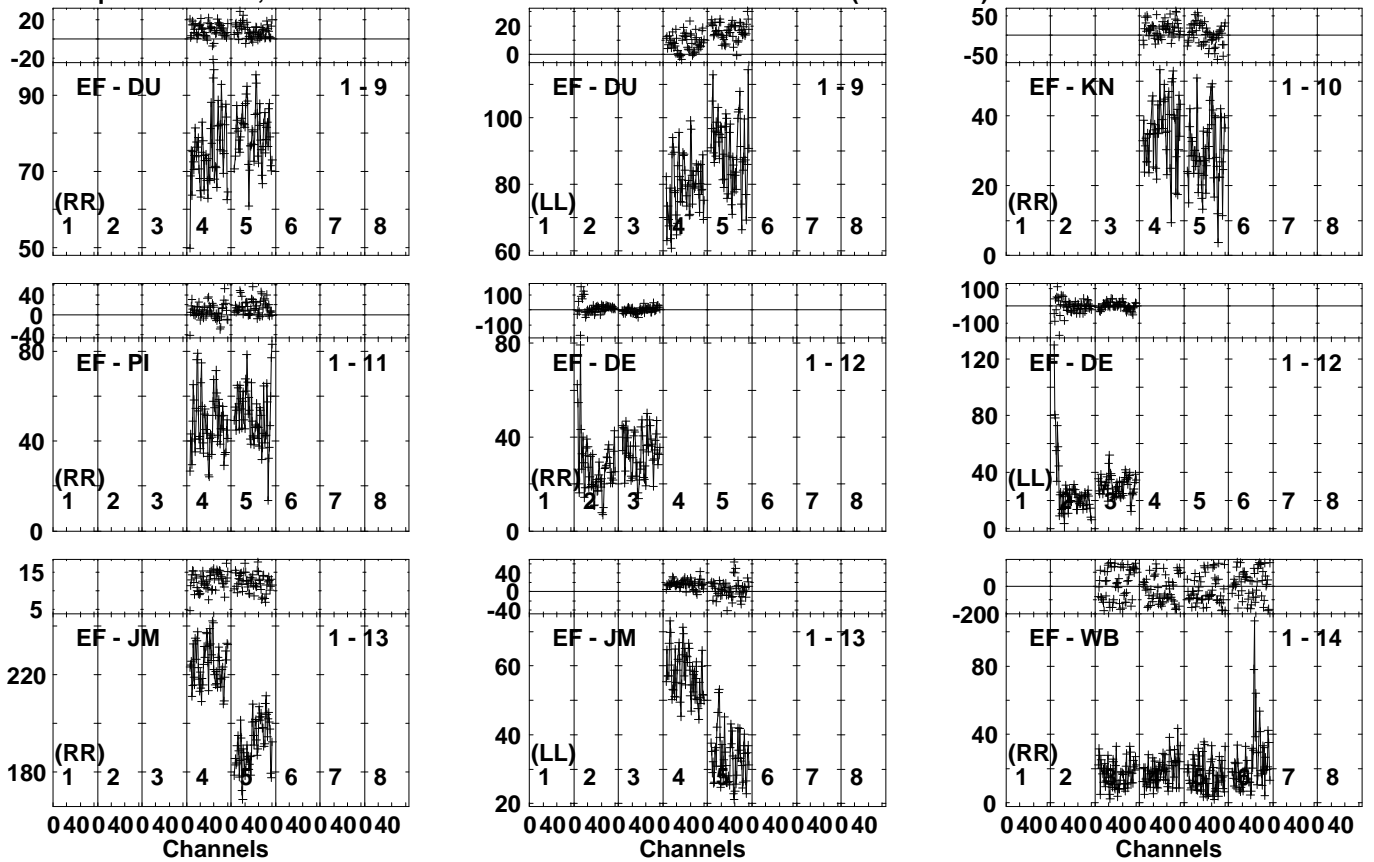 20 20 50
-20 0 -50
EF - DU 1 - 9 EF - DU 1 - 9 EF - KN 1 - 10
90 100 40
70 80 20
(RR) (LL) (RR)
1 2 3 4 5 6 7 8 1 2 3 4 5 6 7 8 1 2 3 4 5 6 7 8
50 60 0
40 100 100
0 -100 -100
-40
80 EF - PI 1 - 11 80 EF - DE 1 - 12 120 EF - DE 1 - 12
80
40 40 40
(RR) (RR) (LL)
1 2 3 4 5 6 7 8 1 2 3 4 5 6 7 8 1 2 3 4 5 6 7 8
0 0 0
15 40 0
5 0 -200
-40
EF - JM 1 - 13 EF - JM 1 - 13 EF - WB 1 - 14
220 60 80
40 40
(RR) (LL) (RR)
180 1 2 3 4 5 6 7 8 1 2 3 4 5 6 7 8 1 2 3 4 5 6 7 8
20 0
0 40 0 40 0 40 0 40 0 40 0 40 0 40 0 40 0 40 0 40 0 40 0 40 0 40 0 40 0 40 0 40 0 40 0 40 0 40 0 40 0 40 0 40 0 40 0 40
Channels Channels Channels